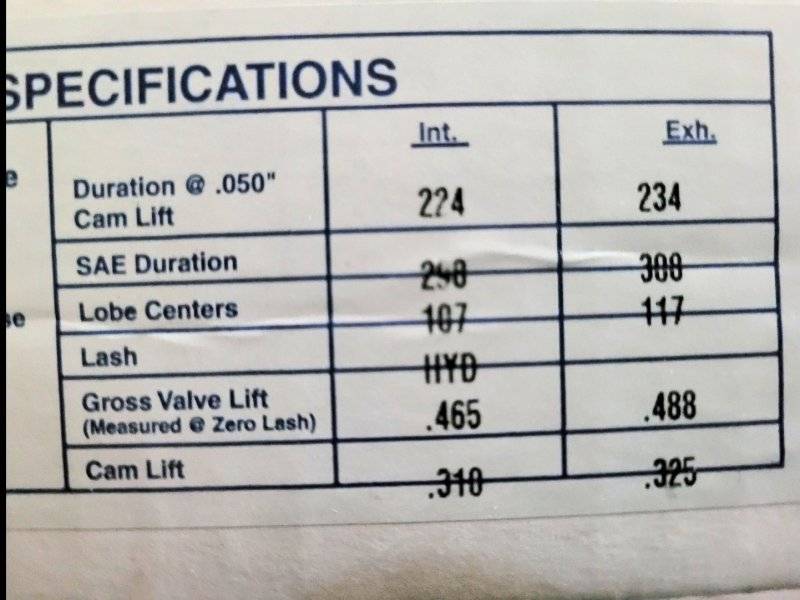 SPECIFICATIONS
Int. Exh.
e
Duration @ .050"
Cam Lift 224 234
SAE Duration
300
se Lobe Centers
107 117
Lash
HYD
Gross Valve Lift
(Measured @ Zero Lash) .465 .488
Cam Lift
.310 .325